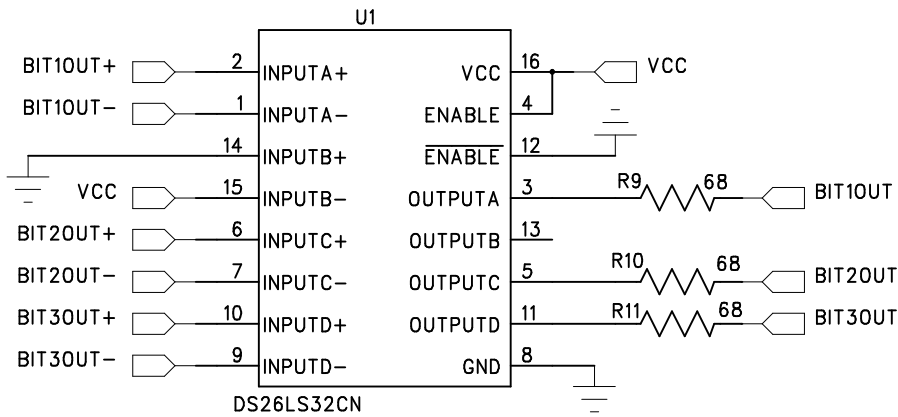 U1
BIT1OUT+ 2 INPUTA+ VCC 16 VCC
BIT1OUT- 1 INPUTA- ENABLE 4
14 INPUTB+ ENABLE 12
VCC 15 INPUTB- OUTPUTA 3 R9 68 BIT1OUT
BIT2OUT+ 6 INPUTC+ OUTPUTB 13
BIT2OUT- 7 INPUTC- OUTPUTC 5 R10 68 BIT2OUT
BIT3OUT+ 10 INPUTD+ OUTPUTD 11 R11 68 BIT3OUT
BIT3OUT- 9 INPUTD- GND 8
DS26LS32CN